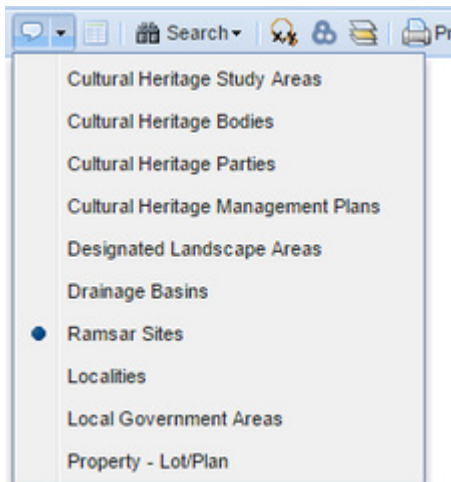 Search
Cultural Heritage Study Areas
Cultural Heritage Bodies
Cultural Heritage Parties
Cultural Heritage Management Plans
Designated Landscape Areas
Drainage Basins
Ramsar Sites
Localities
Local Government Areas
Property - Lot/Plan